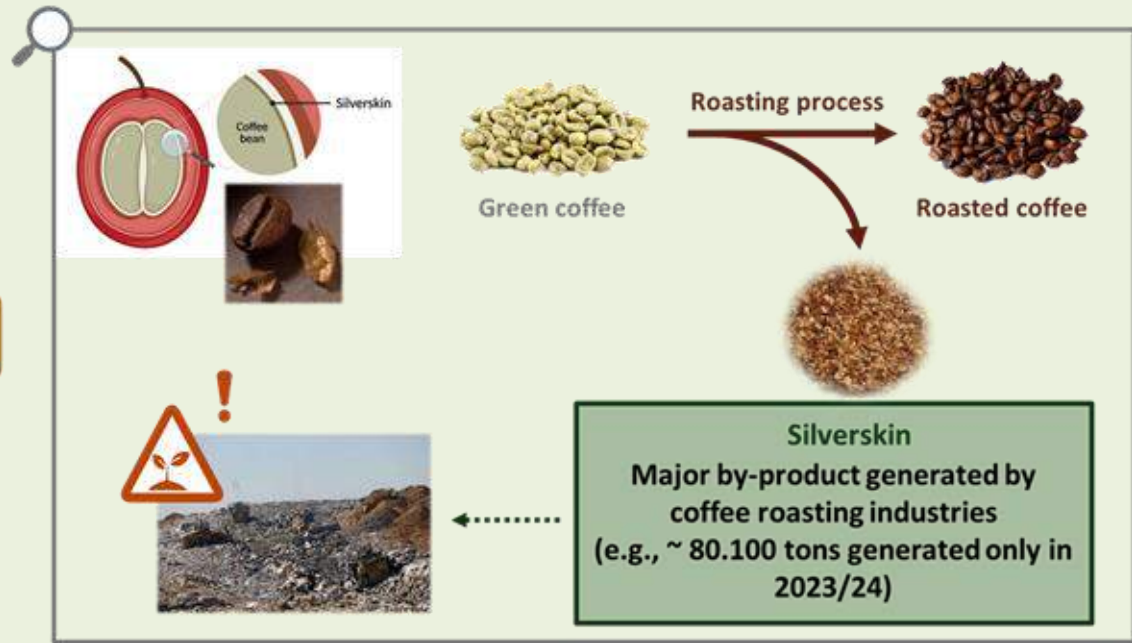 Silverskin
Coffee
bean
Roasting process
Green coffee
Roasted coffee
!
Silverskin
Major by-product generated by
coffee roasting industries
(e.g., ~ 80.100 tons generated only in
2023/24)